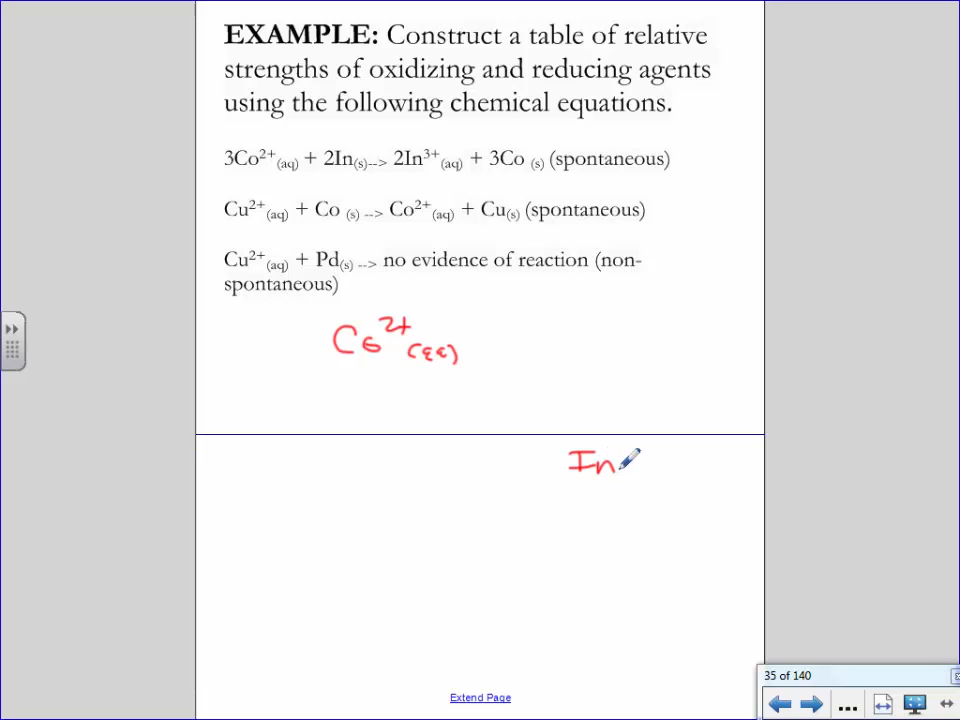 EXAMPLE: Construct a table of relative
strengths of oxidizing and reducing agents
using the following chemical equations.
3Co²⁺(aq) + 2In(s)--> 2In³⁺(aq) + 3Co (s) (spontaneous)
Cu²⁺(aq) + Co (s) --> Co²⁺(aq) + Cu(s) (spontaneous)
Cu²⁺(aq) + Pd(s) --> no evidence of reaction (non-
spontaneous)
Co²⁺(aq)
In
Extend Page
35 of 140